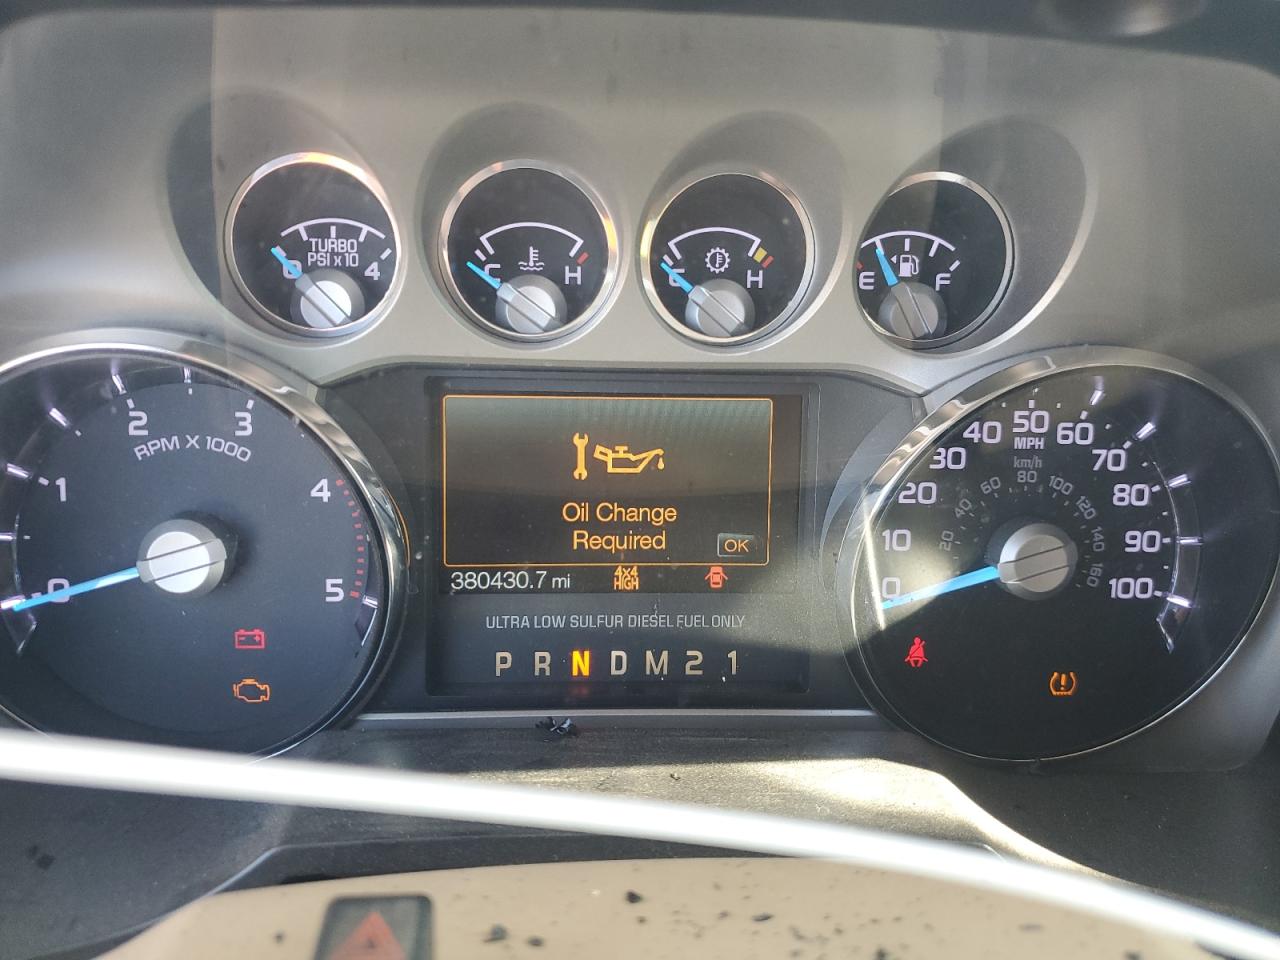 TURBO
PSI x 10
0 4
C H
C H
E F
0 1 2 3 4 5
RPM X 1000
Oil Change
Required
OK
380430.7 mi
4x4
HIGH
ULTRA LOW SULFUR DIESEL FUEL ONLY
P R N D M 2 1
0 10 20 30 40 50 60 70 80 90 100
MPH
km/h
20 40 60 80 100 120 140 160